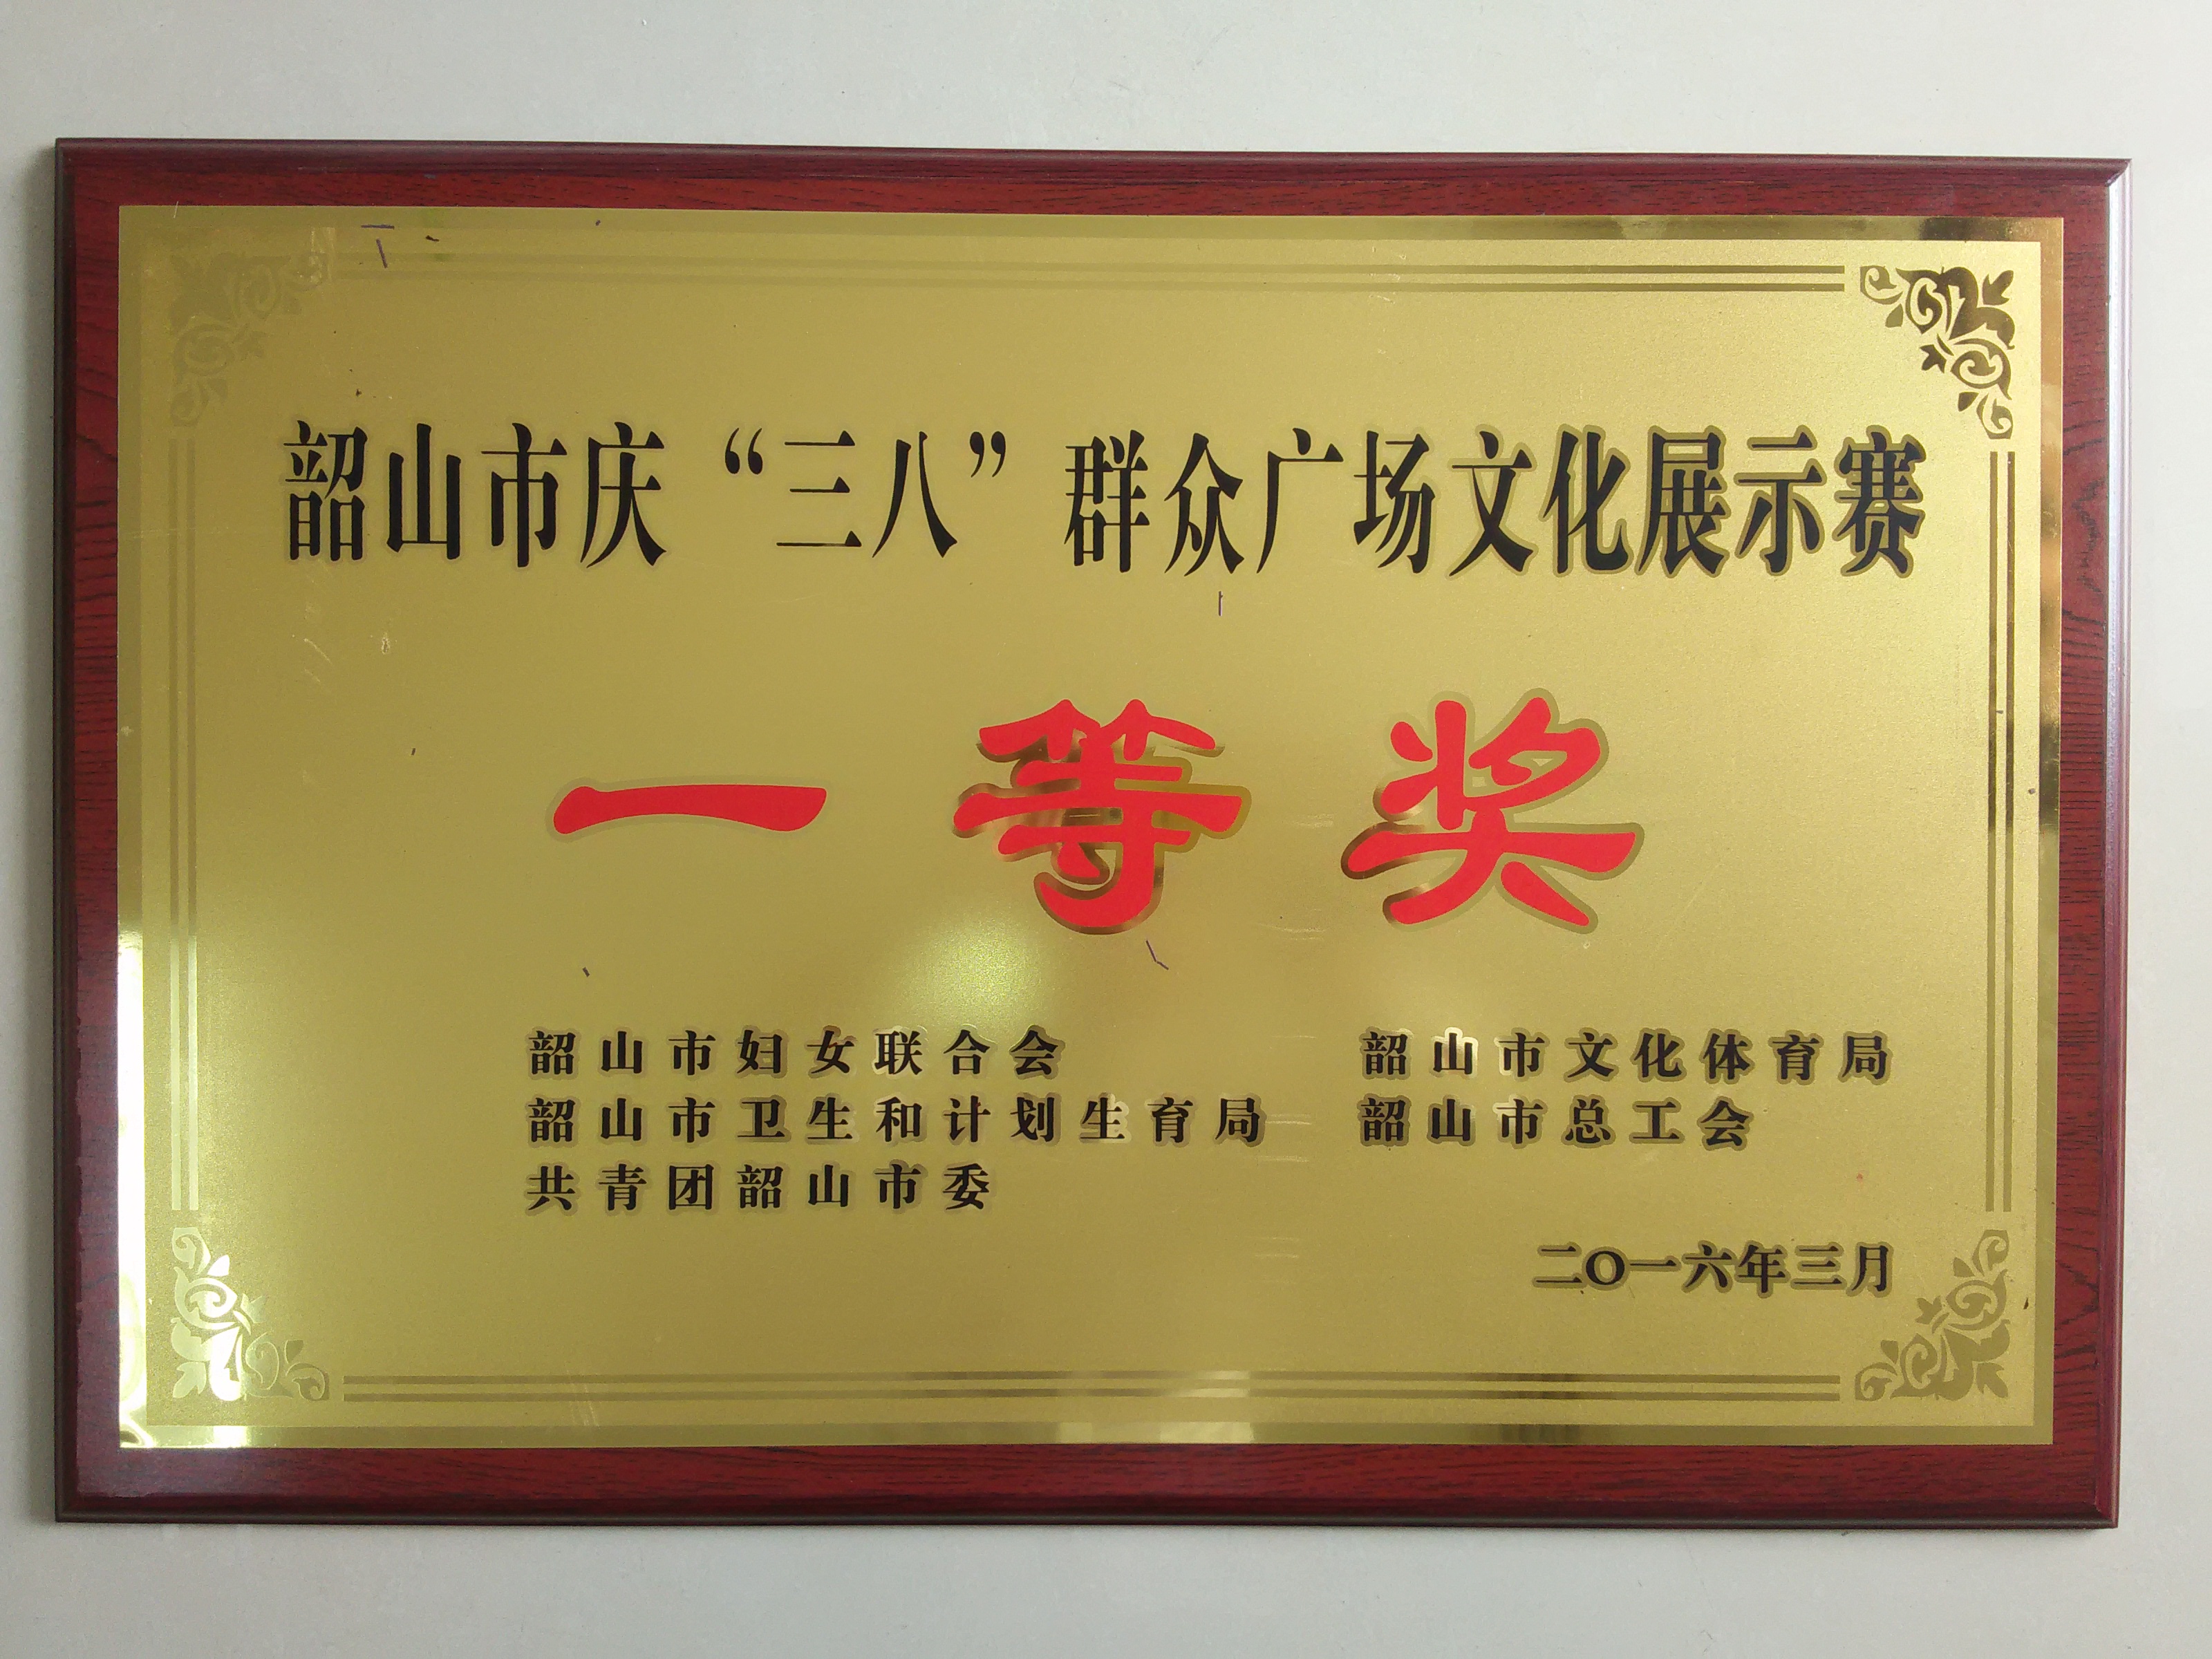 韶山市庆“三八”群众广场文化展示赛
一等奖
韶山市妇女联合会 韶山市文化体育局
韶山市卫生和计划生育局 韶山市总工会
共青团韶山市委
二〇一六年三月